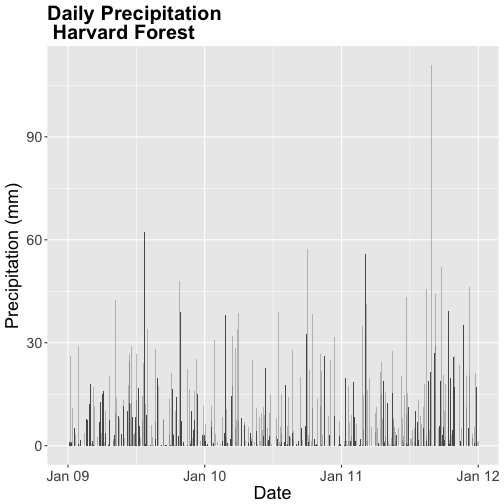 Daily Precipitation
Harvard Forest
Precipitation (mm)
90
60
30
0
Jan 09
Jan 10
Jan 11
Jan 12
Date